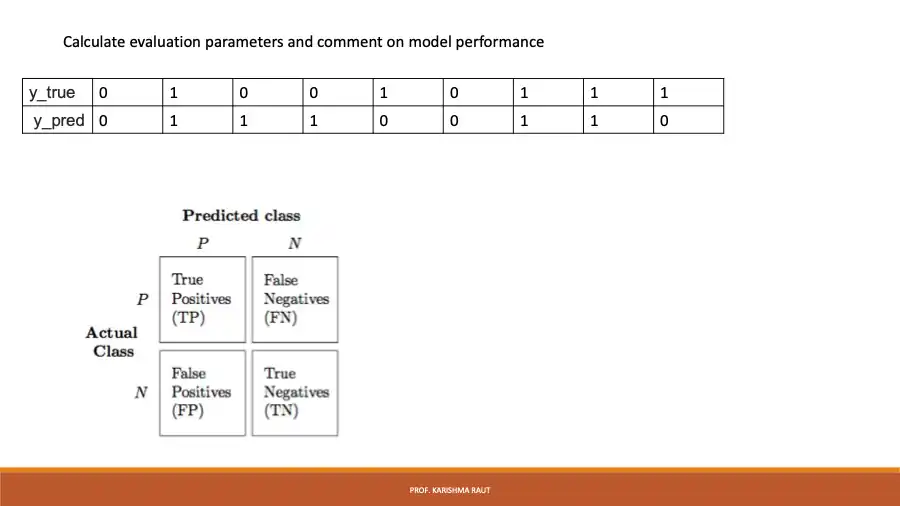 Calculate evaluation parameters and comment on model performance
y_true 0 1 0 0 1 0 1 1 1
y_pred 0 1 1 1 0 0 1 1 0
Predicted class
P N
True Positives (TP) False Negatives (FN)
P
Actual Class
False Positives (FP) True Negatives (TN)
N
PROF. KARISHMA RAUT